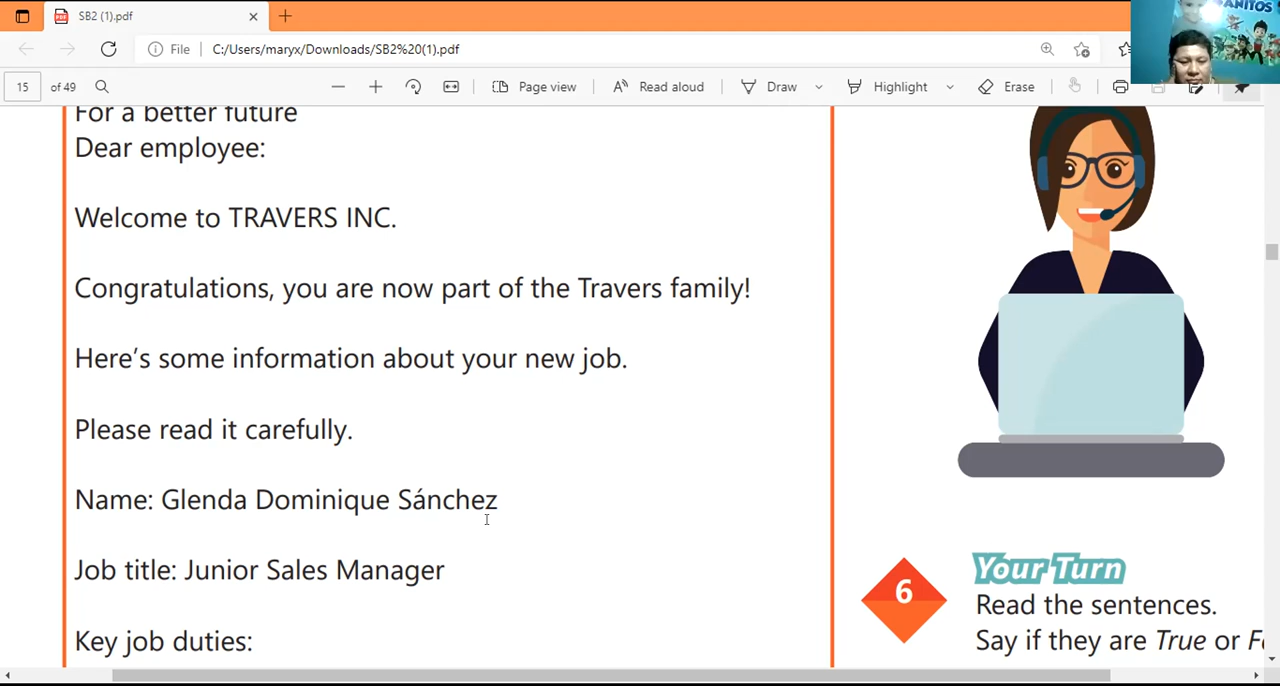 SB2 (1).pdf
File
C:/Users/maryx/Downloads/SB2%20(1).pdf
15 of 49
Page view
Read aloud
Draw
Highlight
Erase
For a better future
Dear employee:
Welcome to TRAVERS INC.
Congratulations, you are now part of the Travers family!
Here's some information about your new job.
Please read it carefully.
Name: Glenda Dominique Sánchez
Job title: Junior Sales Manager
Key job duties:
6
Your Turn
Read the sentences.
Say if they are True or